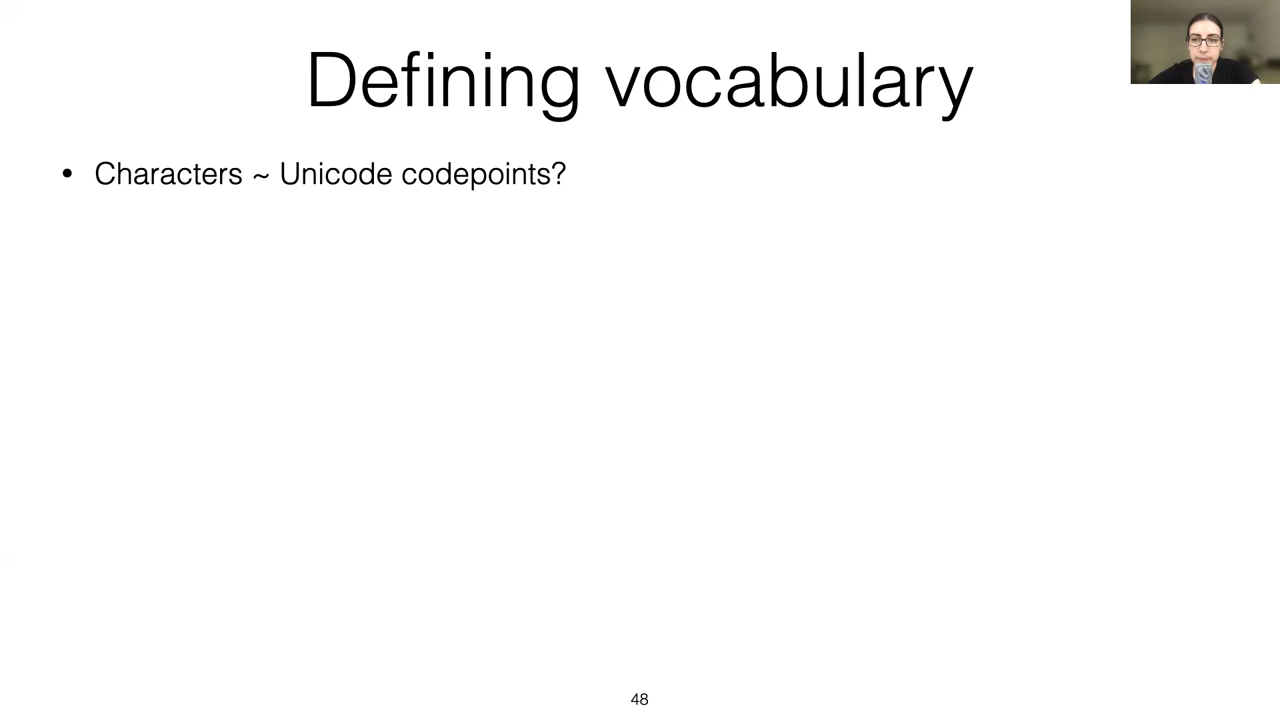 Defining vocabulary
• Characters ~ Unicode codepoints?
48